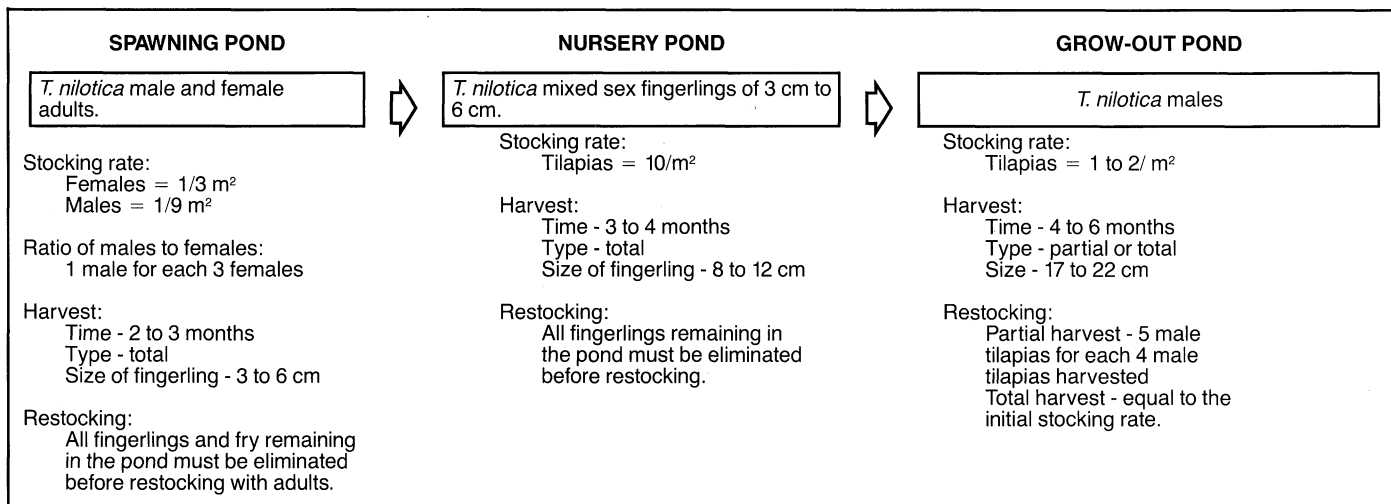 SPAWNING POND
T. nilotica male and female
adults.
Stocking rate:
Females = 1/3 m²
Males = 1/9 m²
Ratio of males to females:
1 male for each 3 females
Harvest:
Time - 2 to 3 months
Type - total
Size of fingerling - 3 to 6 cm
Restocking:
All fingerlings and fry remaining
in the pond must be eliminated
before restocking with adults.
NURSERY POND
T. nilotica mixed sex fingerlings of 3 cm to
6 cm.
Stocking rate:
Tilapias = 10/m²
Harvest:
Time - 3 to 4 months
Type - total
Size of fingerling - 8 to 12 cm
Restocking:
All fingerlings remaining in
the pond must be eliminated
before restocking.
GROW-OUT POND
T. nilotica males
Stocking rate:
Tilapias = 1 to 2/ m²
Harvest:
Time - 4 to 6 months
Type - partial or total
Size - 17 to 22 cm
Restocking:
Partial harvest - 5 male
tilapias for each 4 male
tilapias harvested
Total harvest - equal to the
initial stocking rate.